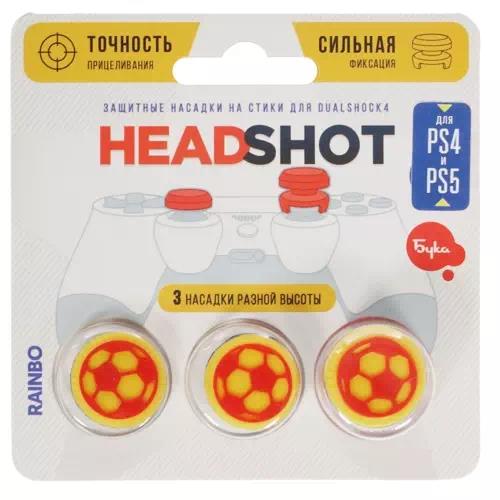 ТОЧНОСТЬ
ПРИЦЕЛИВАНИЯ
СИЛЬНАЯ
ФИКСАЦИЯ
ЗАЩИТНЫЕ НАСАДКИ НА СТИКИ ДЛЯ DUALSHOCK4
HEADSHOT
ДЛЯ
PS4
И
PS5
Бука
3 НАСАДКИ РАЗНОЙ ВЫСОТЫ
RAINBO